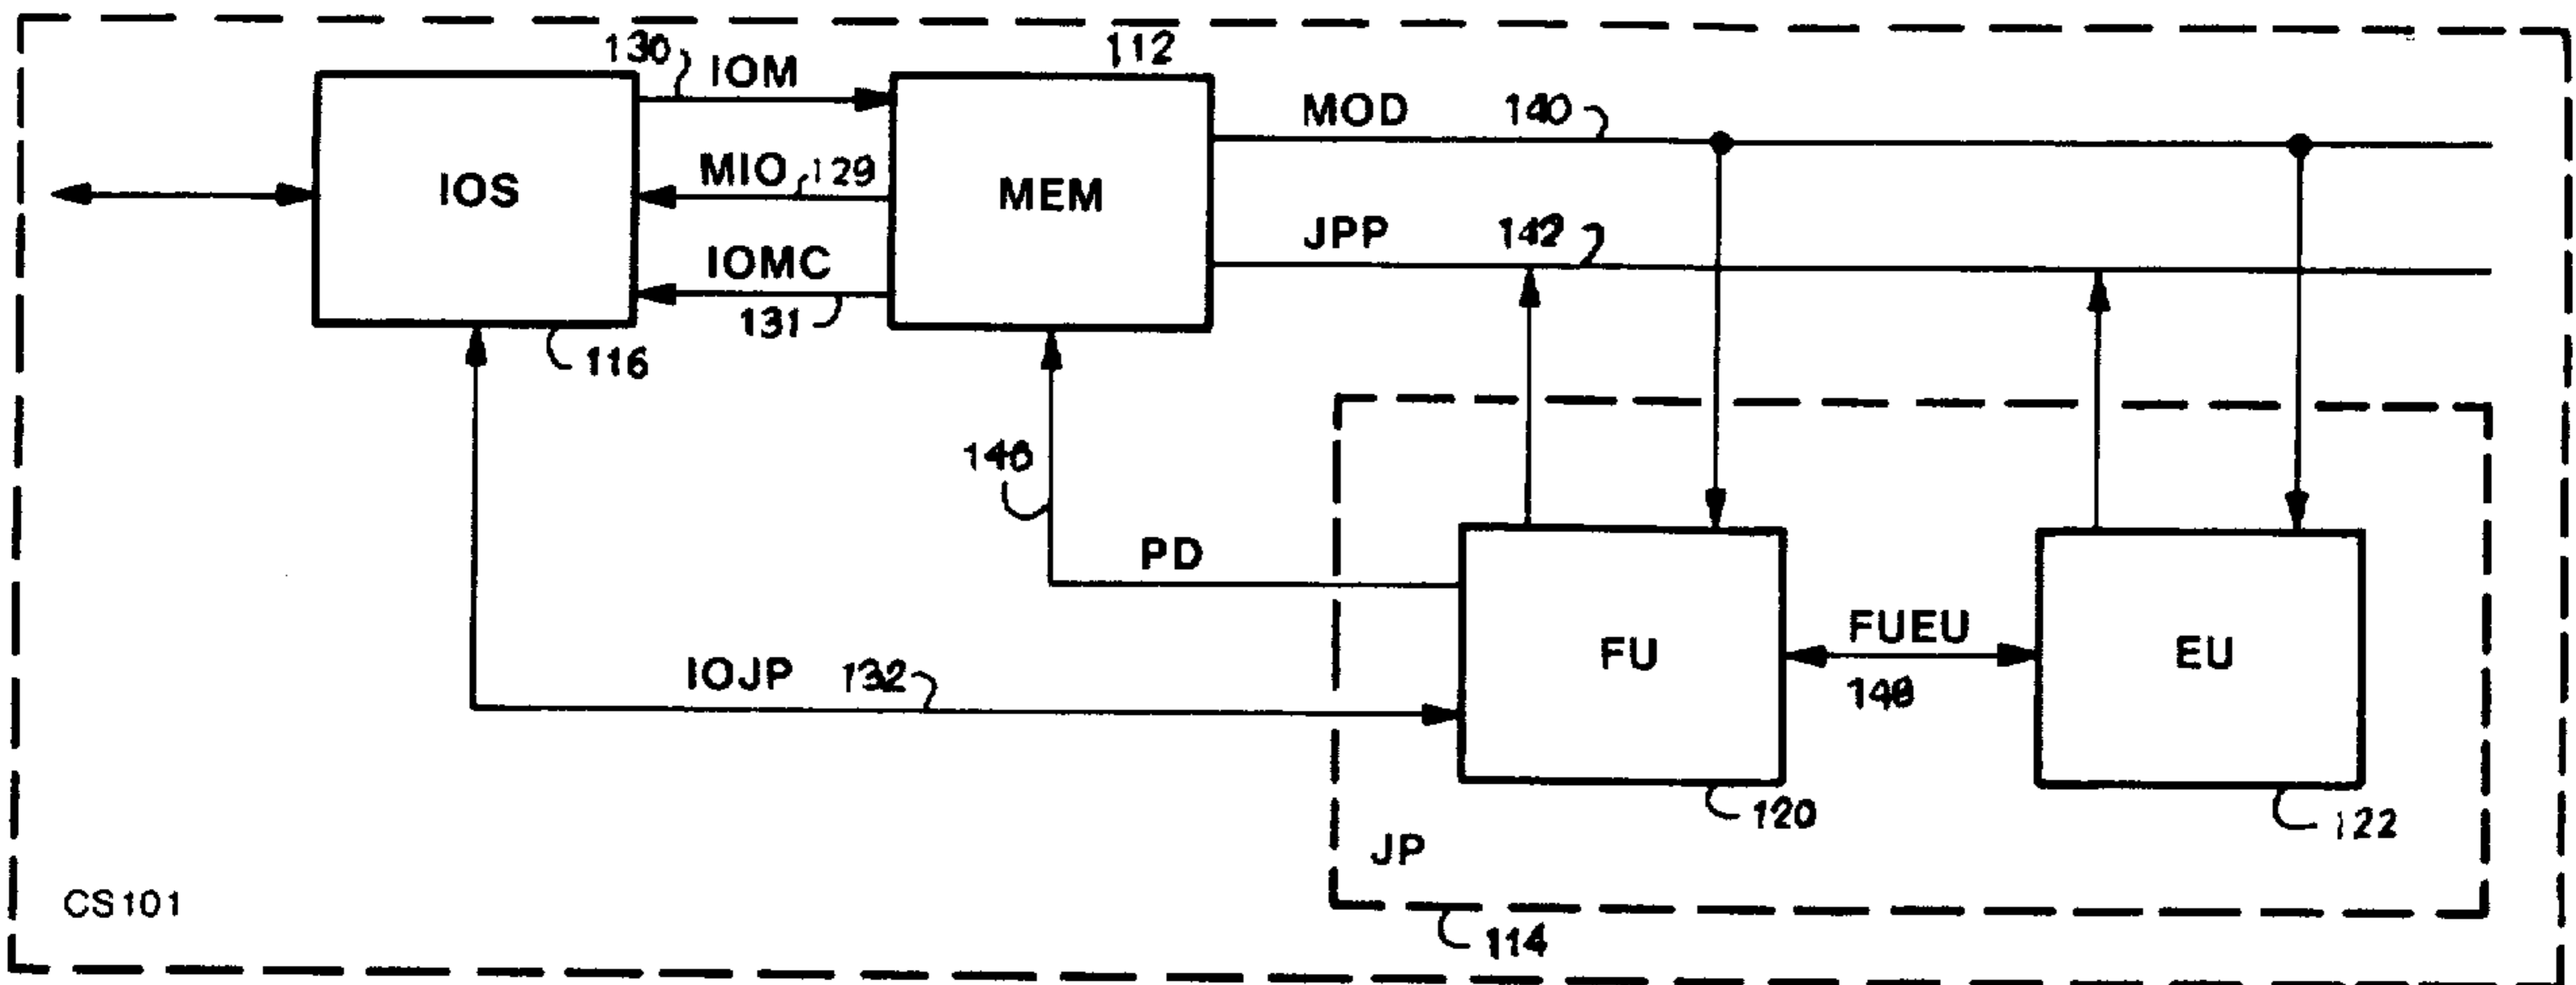 130
IOM
112
MOD
140
MIO
129
IOS
MEM
JPP
142
IOMC
131
116
146
PD
FUEU
FU
EU
148
IOJP
132
120
122
JP
CS101
114